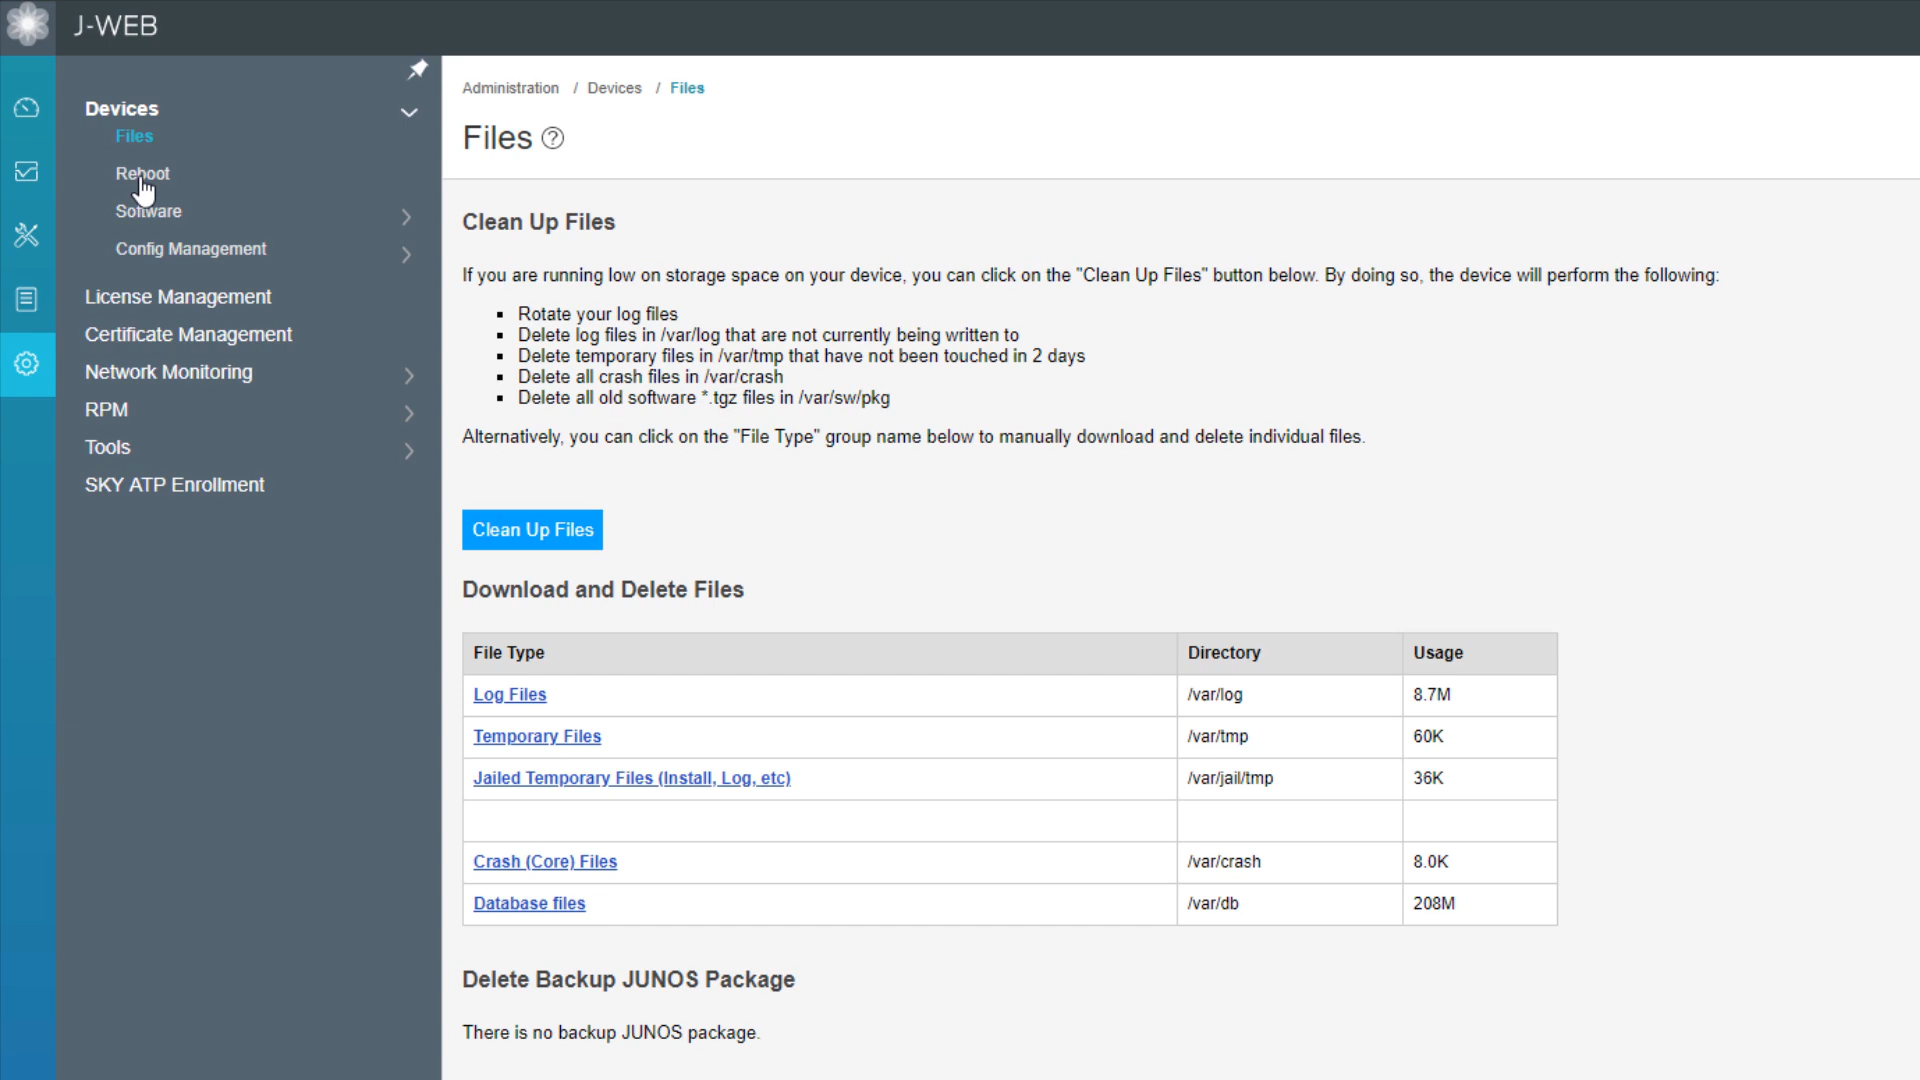 J-WEB
Devices
Files
Reboot
Software
Config Management
License Management
Certificate Management
Network Monitoring
RPM
Tools
SKY ATP Enrollment
Administration / Devices / Files
Files ?
Clean Up Files
If you are running low on storage space on your device, you can click on the "Clean Up Files" button below. By doing so, the device will perform the following:
Rotate your log files
Delete log files in /var/log that are not currently being written to
Delete temporary files in /var/tmp that have not been touched in 2 days
Delete all crash files in /var/crash
Delete all old software *.tgz files in /var/sw/pkg
Alternatively, you can click on the "File Type" group name below to manually download and delete individual files.
Clean Up Files
Download and Delete Files
File Type Directory Usage
Log Files /var/log 8.7M
Temporary Files /var/tmp 60K
Jailed Temporary Files (Install, Log, etc) /var/jail/tmp 36K
Crash (Core) Files /var/crash 8.0K
Database files /var/db 208M
Delete Backup JUNOS Package
There is no backup JUNOS package.